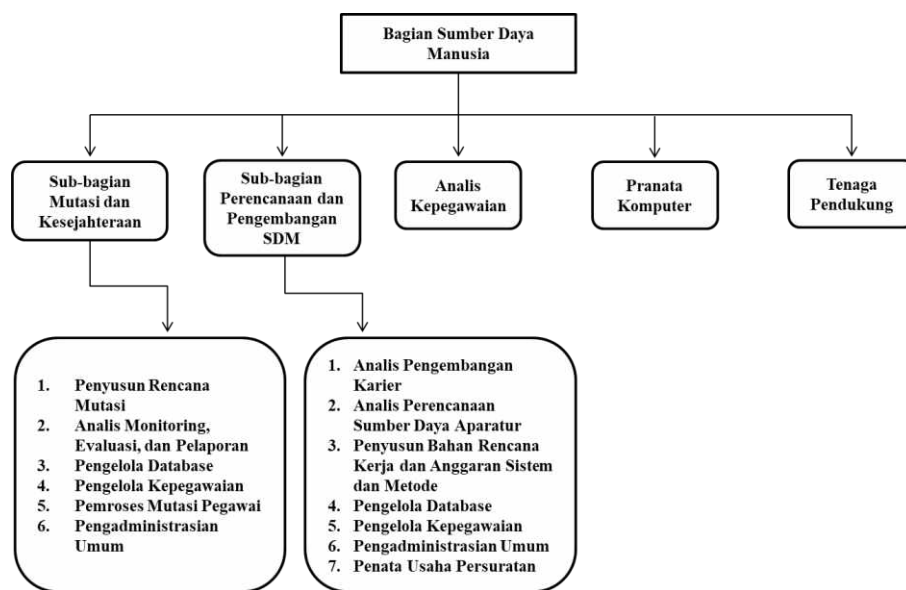 Bagian Sumber Daya
Manusia
Sub-bagian
Mutasi dan
Kesejahteraan
Sub-bagian
Perencanaan dan
Pengembangan
SDM
Analis
Kepegawaian
Pranata
Komputer
Tenaga
Pendukung
1. Penyusun Rencana
Mutasi
2. Analis Monitoring,
Evaluasi, dan Pelaporan
3. Pengelola Database
4. Pengelola Kepegawaian
5. Pemroses Mutasi Pegawai
6. Pengadministrasian
Umum
1. Analis Pengembangan
Karier
2. Analis Perencanaan
Sumber Daya Aparatur
3. Penyusun Bahan Rencana
Kerja dan Anggaran Sistem
dan Metode
4. Pengelola Database
5. Pengelola Kepegawaian
6. Pengadministrasian Umum
7. Penata Usaha Persuratan